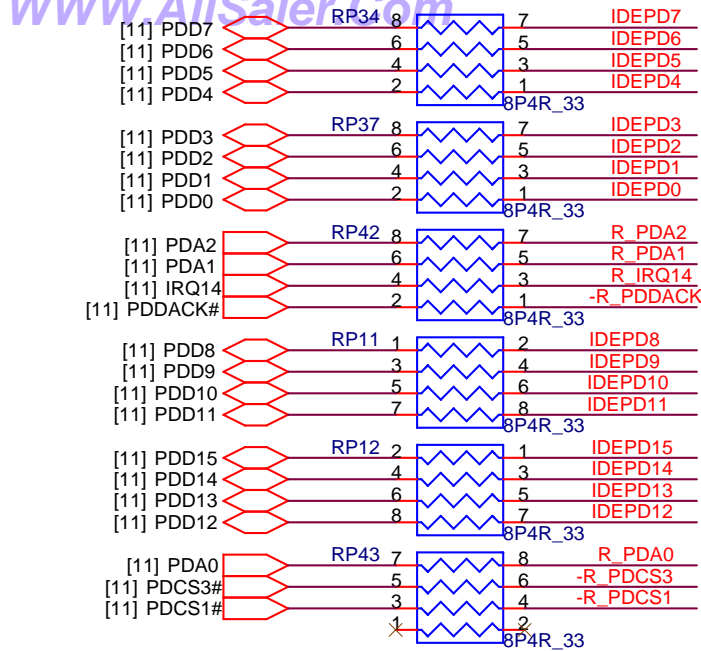 WWW.AllSaler.Com
RP34
[11] PDD7 8 7 IDEPD7
[11] PDD6 6 5 IDEPD6
[11] PDD5 4 3 IDEPD5
[11] PDD4 2 1 IDEPD4
8P4R_33
RP37
[11] PDD3 8 7 IDEPD3
[11] PDD2 6 5 IDEPD2
[11] PDD1 4 3 IDEPD1
[11] PDD0 2 1 IDEPD0
8P4R_33
RP42
[11] PDA2 8 7 R_PDA2
[11] PDA1 6 5 R_PDA1
[11] IRQ14 4 3 R_IRQ14
[11] PDDACK# 2 1 -R_PDDACK
8P4R_33
RP11
[11] PDD8 1 2 IDEPD8
[11] PDD9 3 4 IDEPD9
[11] PDD10 5 6 IDEPD10
[11] PDD11 7 8 IDEPD11
8P4R_33
RP12
[11] PDD15 2 1 IDEPD15
[11] PDD14 4 3 IDEPD14
[11] PDD13 6 5 IDEPD13
[11] PDD12 8 7 IDEPD12
8P4R_33
RP43
[11] PDA0 7 8 R_PDA0
[11] PDCS3# 5 6 -R_PDCS3
[11] PDCS1# 3 4 -R_PDCS1
1 2
8P4R_33